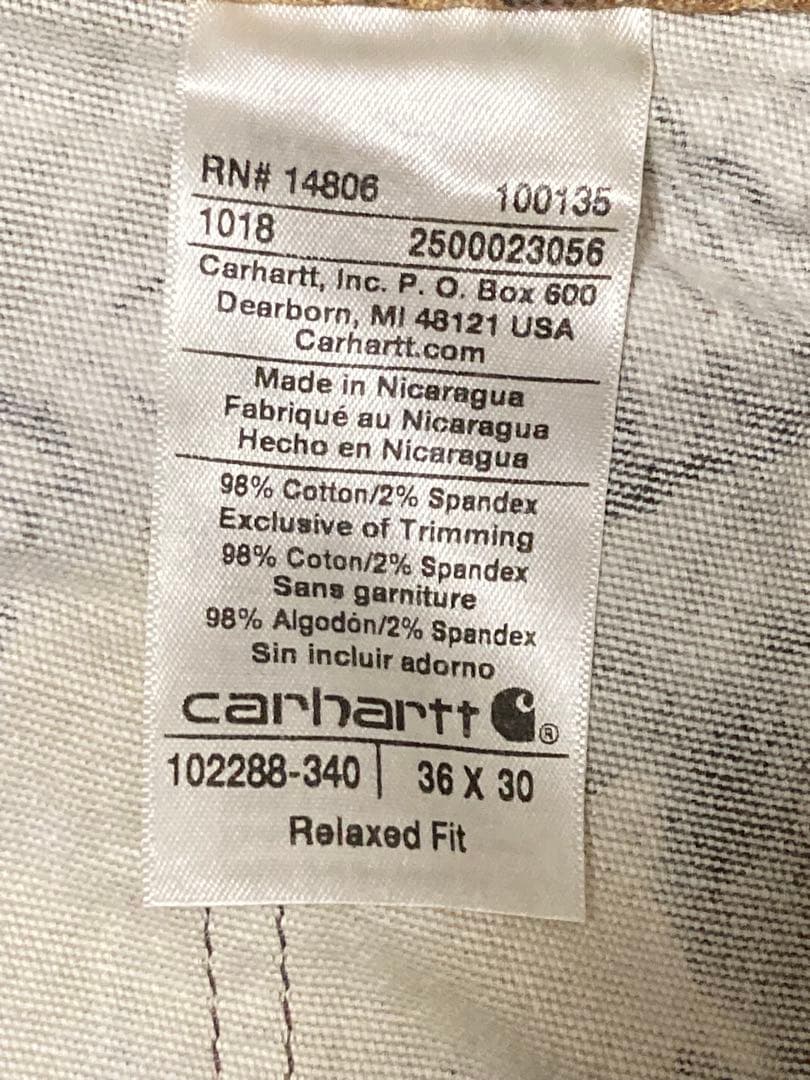 RN# 14806 100135
1018 2500023056
Carhartt, Inc. P. O. Box 600
Dearborn, MI 48121 USA
Carhartt.com
Made in Nicaragua
Fabriqué au Nicaragua
Hecho en Nicaragua
98% Cotton/2% Spandex
Exclusive of Trimming
98% Coton/2% Spandex
Sans garniture
98% Algodón/2% Spandex
Sin incluir adorno
carhartt ®
102288-340 | 36 X 30
Relaxed Fit